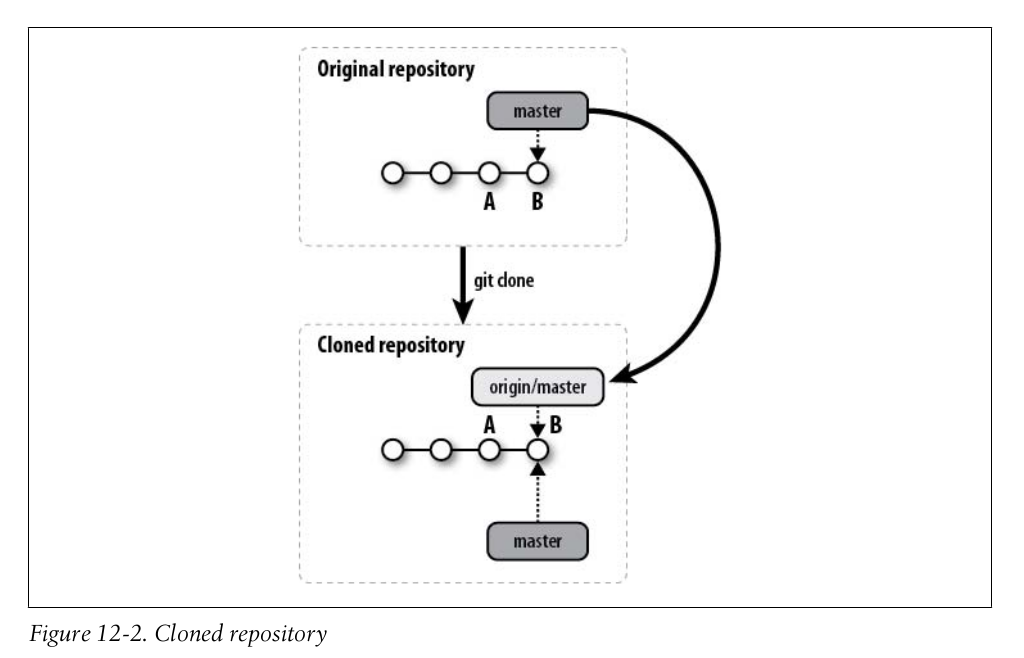 Original repository
master
A B
git clone
Cloned repository
origin/master
A B
master
Figure 12-2. Cloned repository